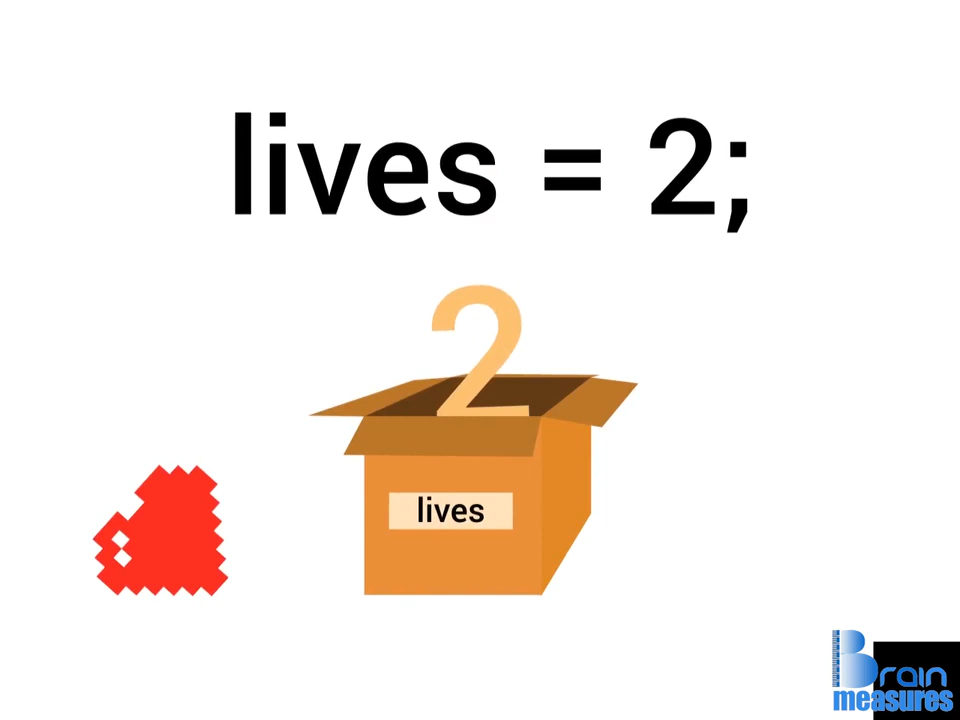 lives = 2;
2
lives
Brain
measures